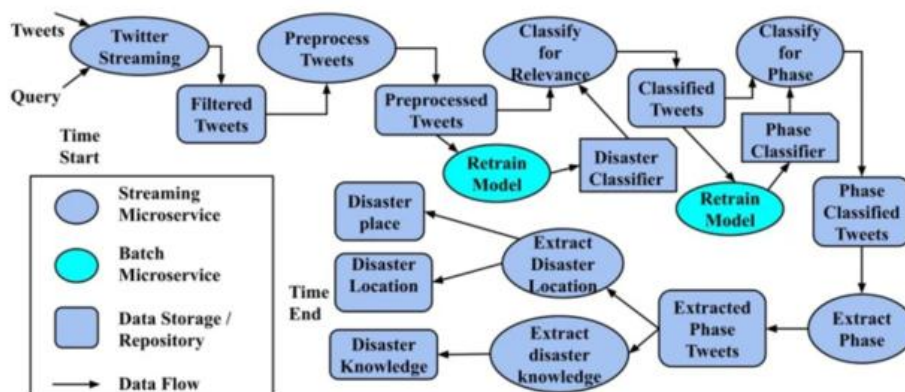 Tweets
Query
Time
Start
Twitter
Streaming
Filtered
Tweets
Preprocess
Tweets
Preprocessed
Tweets
Retrain
Model
Classify
for
Relevance
Disaster
Classifier
Classified
Tweets
Retrain
Model
Classify
for
Phase
Phase
Classifier
Phase
Classified
Tweets
Extract
Phase
Extracted
Phase
Tweets
Extract
Disaster
Location
Extract
disaster
knowledge
Disaster
place
Disaster
Location
Disaster
Knowledge
Time
End
Streaming
Microservice
Batch
Microservice
Data Storage /
Repository
Data Flow